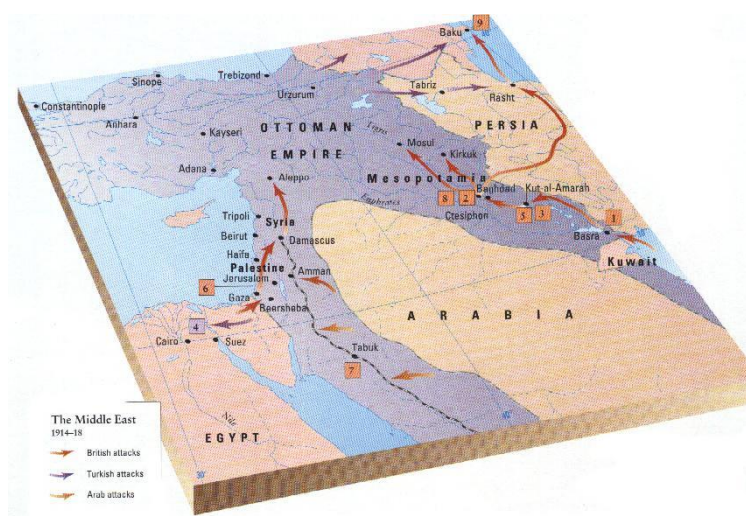 9
Baku
Sinope
Trebizond
Urzurum
Tabriz
Rasht
Constantinople
Anhara
Kayseri
OTTOMAN
EMPIRE
Tigris
PERSIA
Mosul
Kirkuk
Adana
Aleppo
Mesopotamia
Euphrates
8
2
Baghdad
Kut-al-Amarah
Ctesiphon
5
3
1
Basra
Kuwait
Tripoli
Syria
Beirut
Damascus
Haifa
Palestine
Amman
Jerusalem
6
Gaza
Beersheba
ARABIA
4
Cairo
Suez
Tabuk
7
The Middle East
1914–18
British attacks
Turkish attacks
Arab attacks
Nile
EGYPT
30°